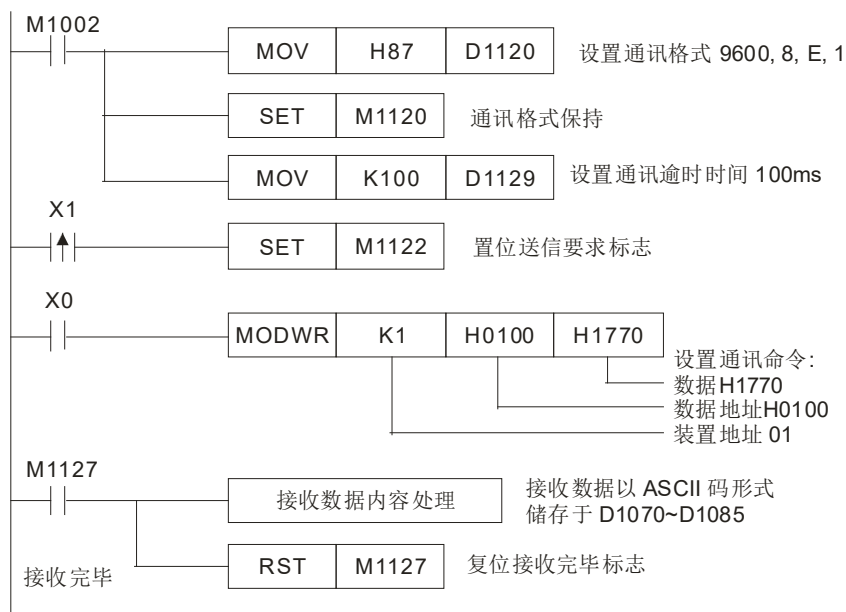 M1002
MOV H87 D1120 设置通讯格式 9600, 8, E, 1
SET M1120 通讯格式保持
MOV K100 D1129 设置通讯逾时时间 100ms
X1
SET M1122 置位送信要求标志
X0
MODWR K1 H0100 H1770
设置通讯命令:
数据H1770
数据地址H0100
装置地址 01
M1127
接收数据内容处理 接收数据以 ASCII 码形式
储存于 D1070~D1085
接收完毕 RST M1127 复位接收完毕标志